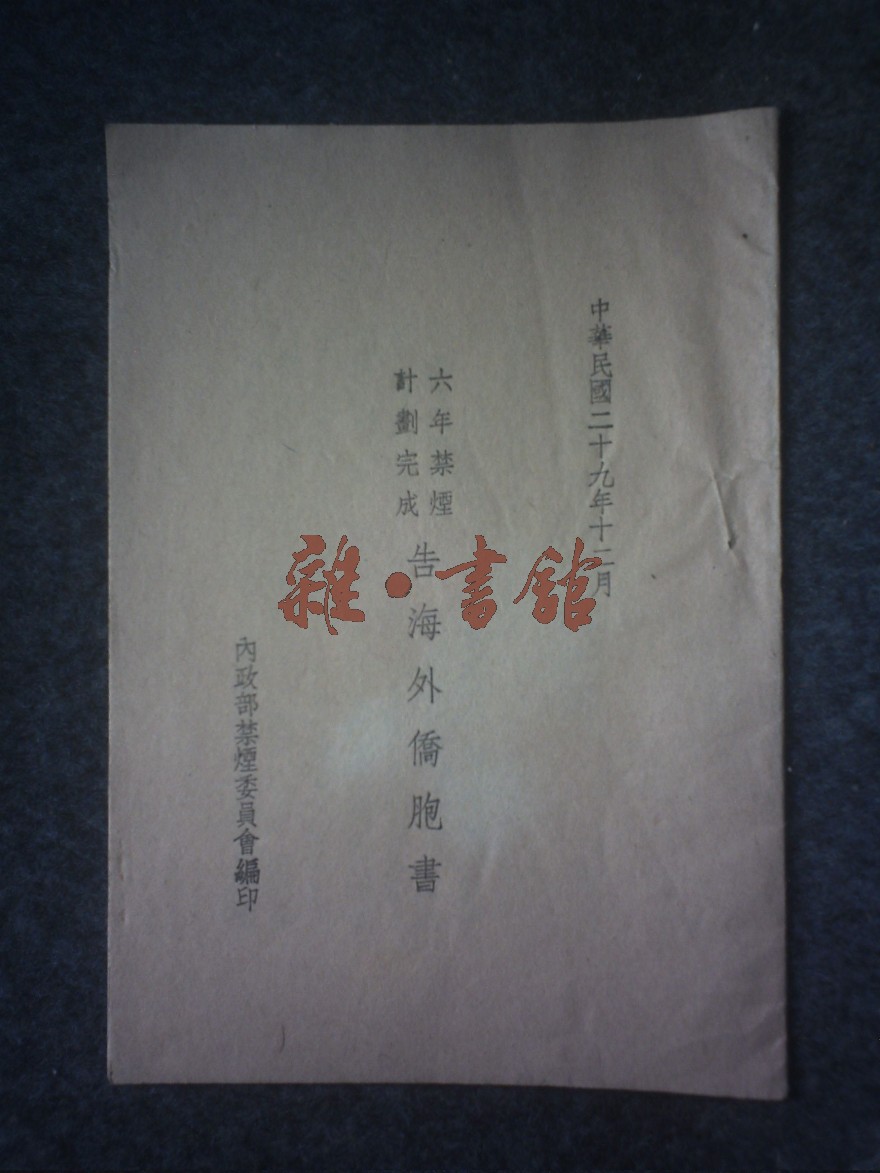 中華民國二十九年十二月
六年禁煙
計劃完成
告海外僑胞書
內政部禁煙委員會編印
雜·書館